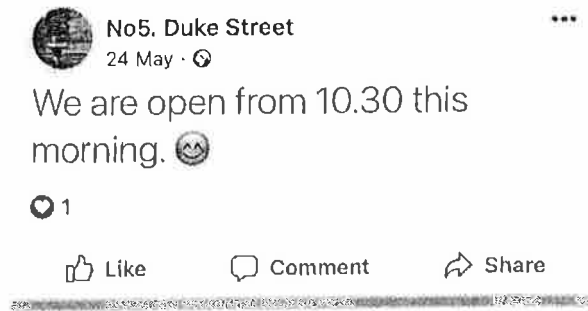 No5. Duke Street
24 May ·
We are open from 10.30 this
morning. 😊
1
Like
Comment
Share